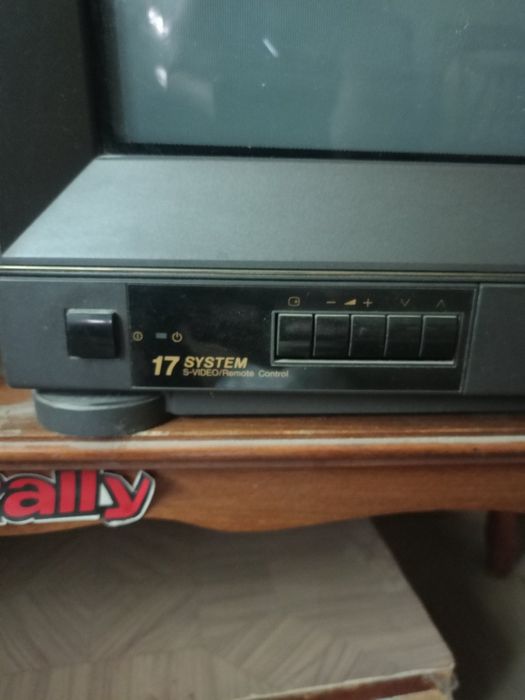 17 SYSTEM
S-VIDEO/Remote Control
ally